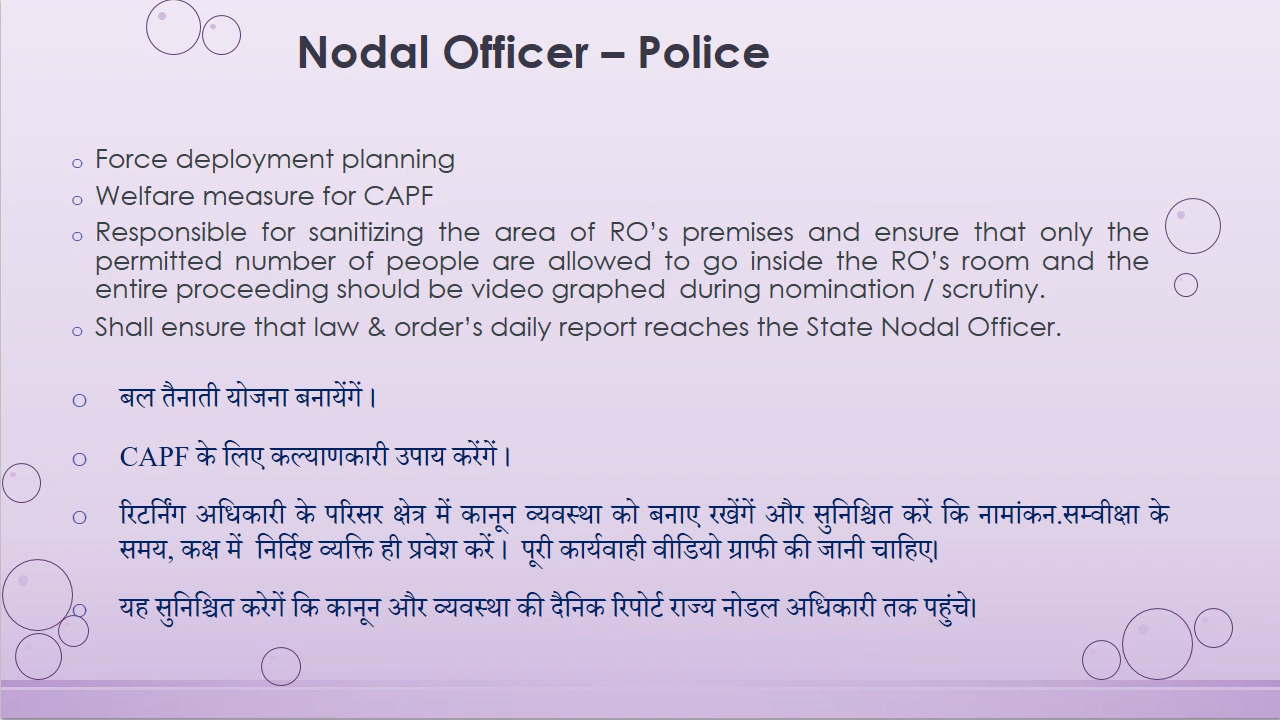 Nodal Officer – Police
Force deployment planning
Welfare measure for CAPF
Responsible for sanitizing the area of RO’s premises and ensure that only the
permitted number of people are allowed to go inside the RO’s room and the
entire proceeding should be video graphed during nomination / scrutiny.
Shall ensure that law & order’s daily report reaches the State Nodal Officer.
बल तैनाती योजना बनायेंगें।
CAPF के लिए कल्याणकारी उपाय करेंगें।
रिटर्निंग अधिकारी के परिसर क्षेत्र में कानून व्यवस्था को बनाए रखेंगें और सुनिश्चित करें कि नामांकन.सम्वीक्षा के
समय, कक्ष में निर्दिष्ट व्यक्ति ही प्रवेश करें। पूरी कार्यवाही वीडियो ग्राफी की जानी चाहिए।
यह सुनिश्चित करेगें कि कानून और व्यवस्था की दैनिक रिपोर्ट राज्य नोडल अधिकारी तक पहुंचे।